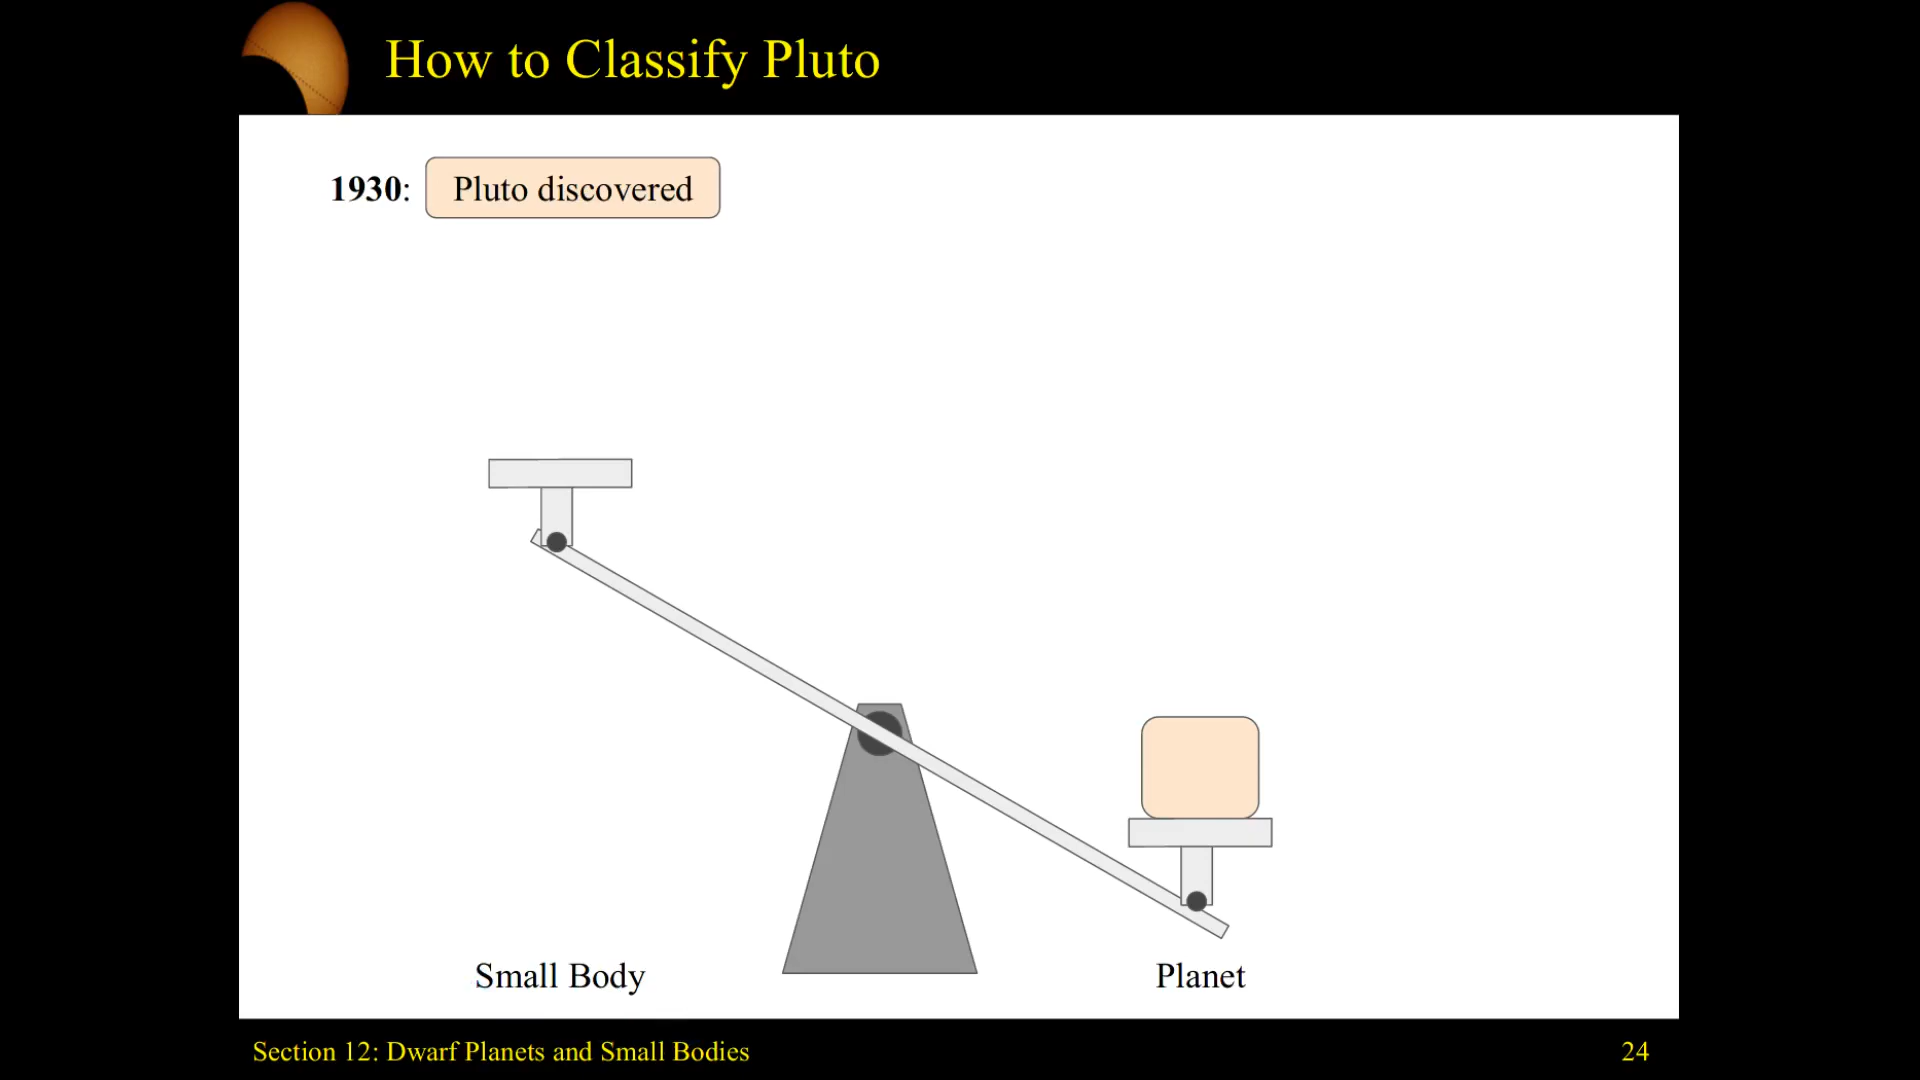 How to Classify Pluto
1930: Pluto discovered
Small Body
Planet
Section 12: Dwarf Planets and Small Bodies
24